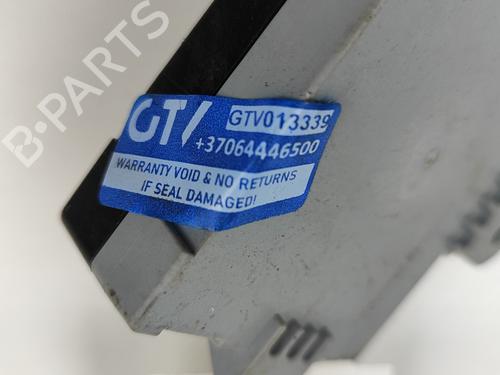 B-PARTS
GTV
GTV013339
+37064446500
WARRANTY VOID & NO RETURNS
IF SEAL DAMAGED!